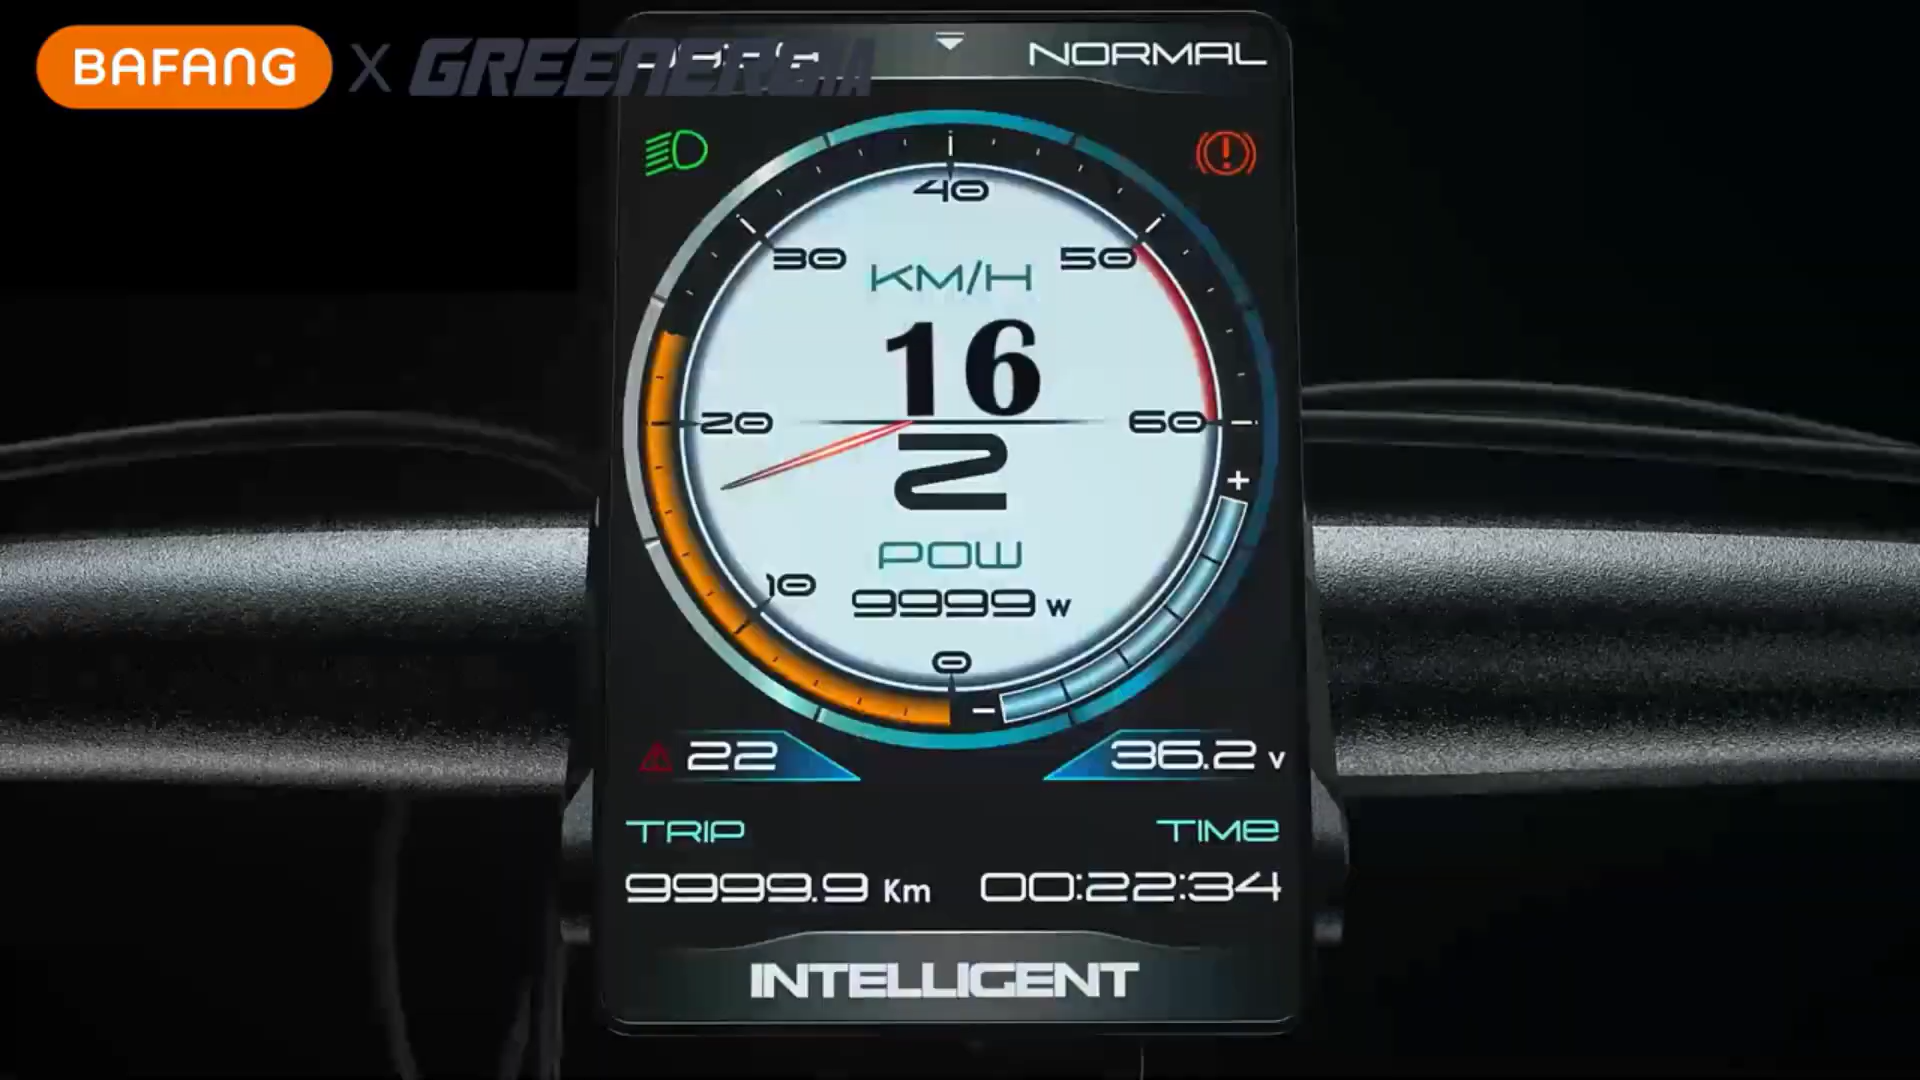 BAFANG X GREENERGIA
NORMAL
40
30
50
KM/H
16
20
60
2
+
POW
10
9999 W
0
-
22
36.2 V
TRIP
TIME
9999.9 Km
00:22:34
INTELLIGENT